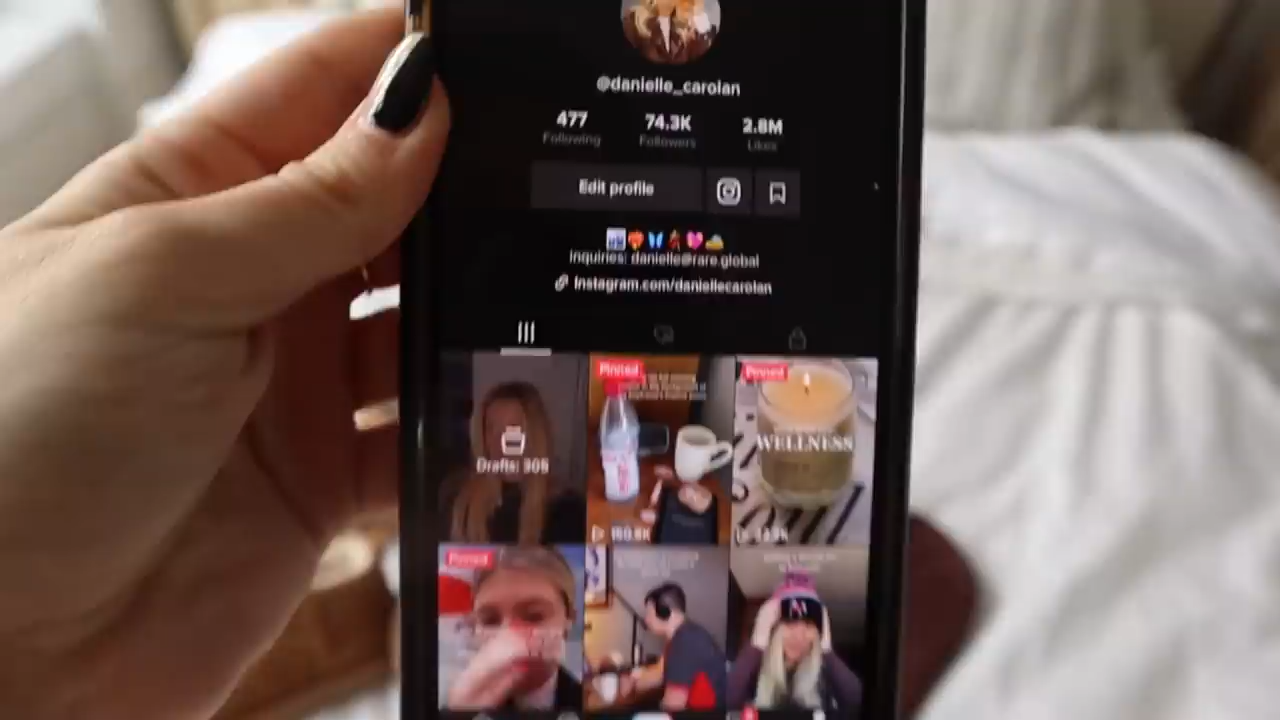 @danielle_carolan
477 74.3K 2.8M
Following Followers Likes
Edit profile
Inquiries: danielle@rare.global
Instagram.com/daniellecarolan
Pinned Pinned
WELLNESS
Drafts: 305
Pinned